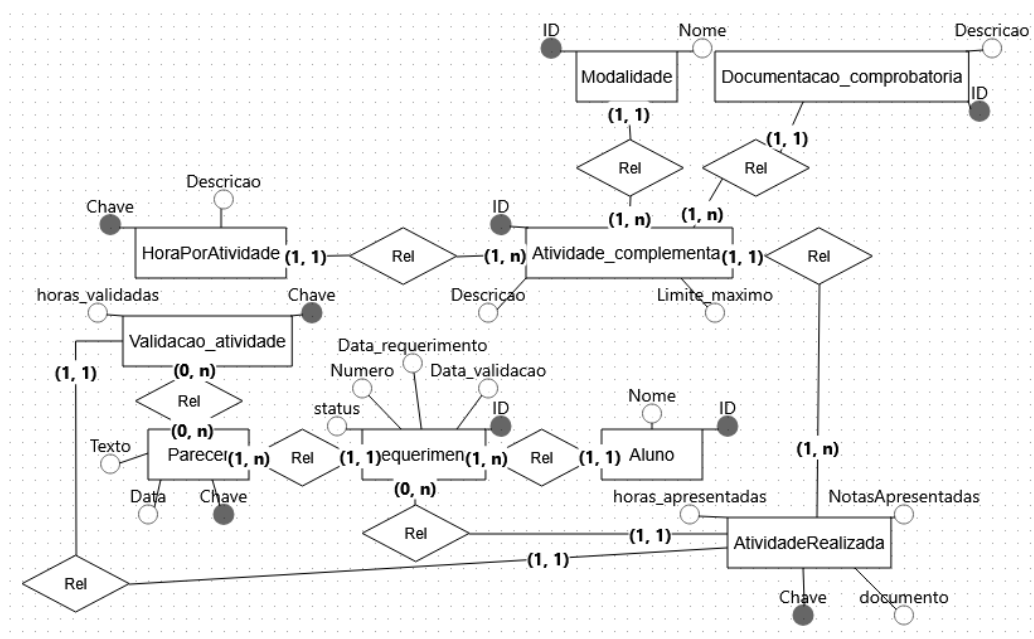 ID
Nome
Descricao
Modalidade
Documentacao_comprobatoria
ID
(1, 1)
(1, 1)
Rel
Rel
Descricao
Chave
ID
(1, n)
(1, n)
HoraPorAtividade
(1, 1)
Rel
(1, n)
Atividade_complementa
(1, 1)
Rel
horas_validadas
Chave
Descricao
Limite_maximo
Validacao_atividade
Data_requerimento
(1, 1)
(0, n)
Numero
Data_validacao
Rel
status
ID
Nome
ID
(0, n)
Texto
Parecer
(1, n)
Rel
(1, 1)
equerimen
(1, n)
Rel
(1, 1)
Aluno
(1, n)
Data
Chave
(0, n)
horas_apresentadas
NotasApresentadas
Rel
(1, 1)
AtividadeRealizada
(1, 1)
Rel
Chave
documento